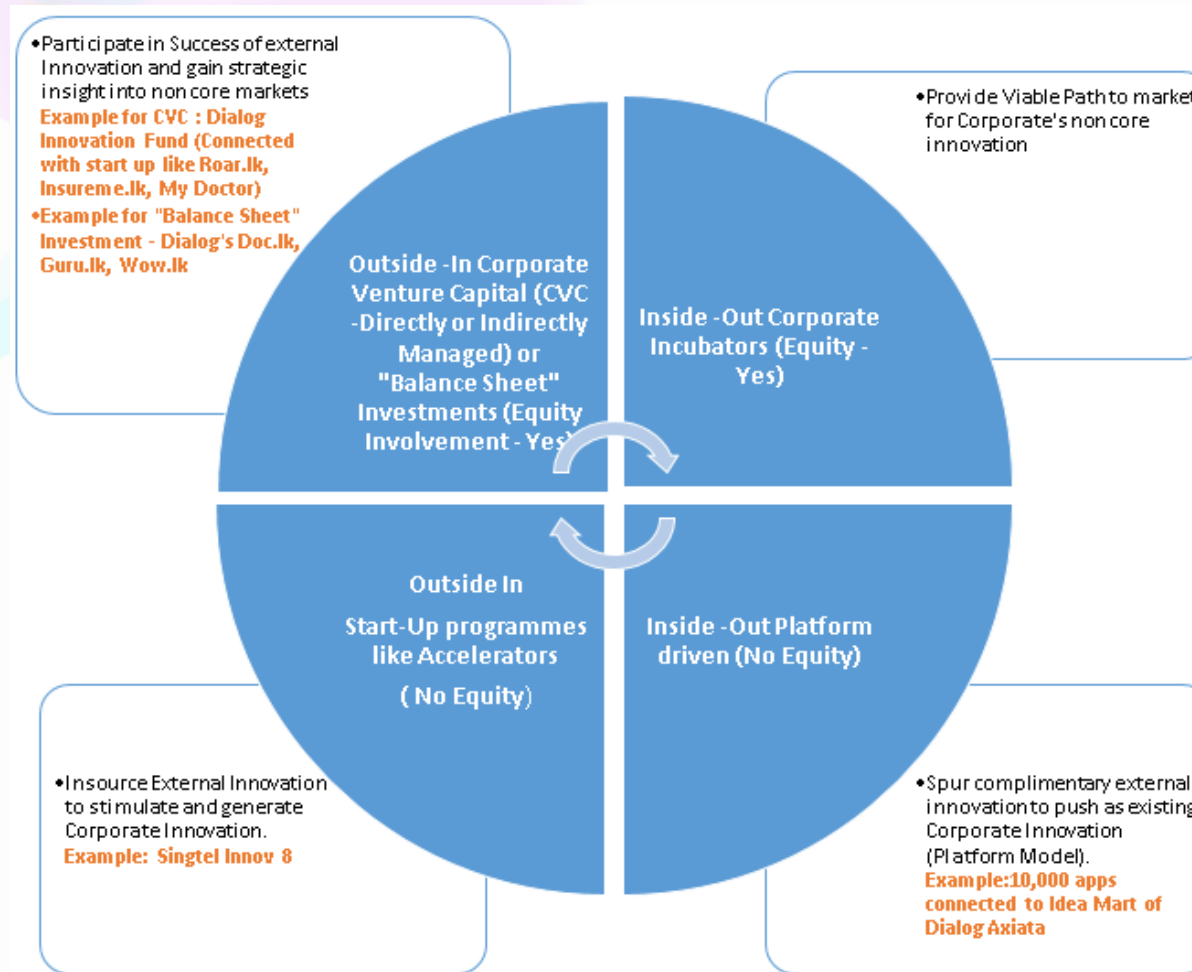 •Participate in Success of external
Innovation and gain strategic
insight into non core markets
Example for CVC : Dialog
Innovation Fund (Connected
with start up like Roar.lk,
Insureme.lk, My Doctor)
•Example for "Balance Sheet"
Investment - Dialog's Doc.lk,
Guru.lk, Wow.lk
•Provide Viable Path to market
for Corporate's non core
innovation
Outside -In Corporate
Venture Capital (CVC
-Directly or Indirectly
Managed) or
"Balance Sheet"
Investments (Equity
Involvement - Yes)
Inside -Out Corporate
Incubators (Equity -
Yes)
Outside In
Start-Up programmes
like Accelerators
( No Equity)
Inside -Out Platform
driven (No Equity)
•Insource External Innovation
to stimulate and generate
Corporate Innovation.
Example: Singtel Innov 8
•Spur complimentary external
innovation to push as existing
Corporate Innovation
(Platform Model).
Example:10,000 apps
connected to Idea Mart of
Dialog Axiata